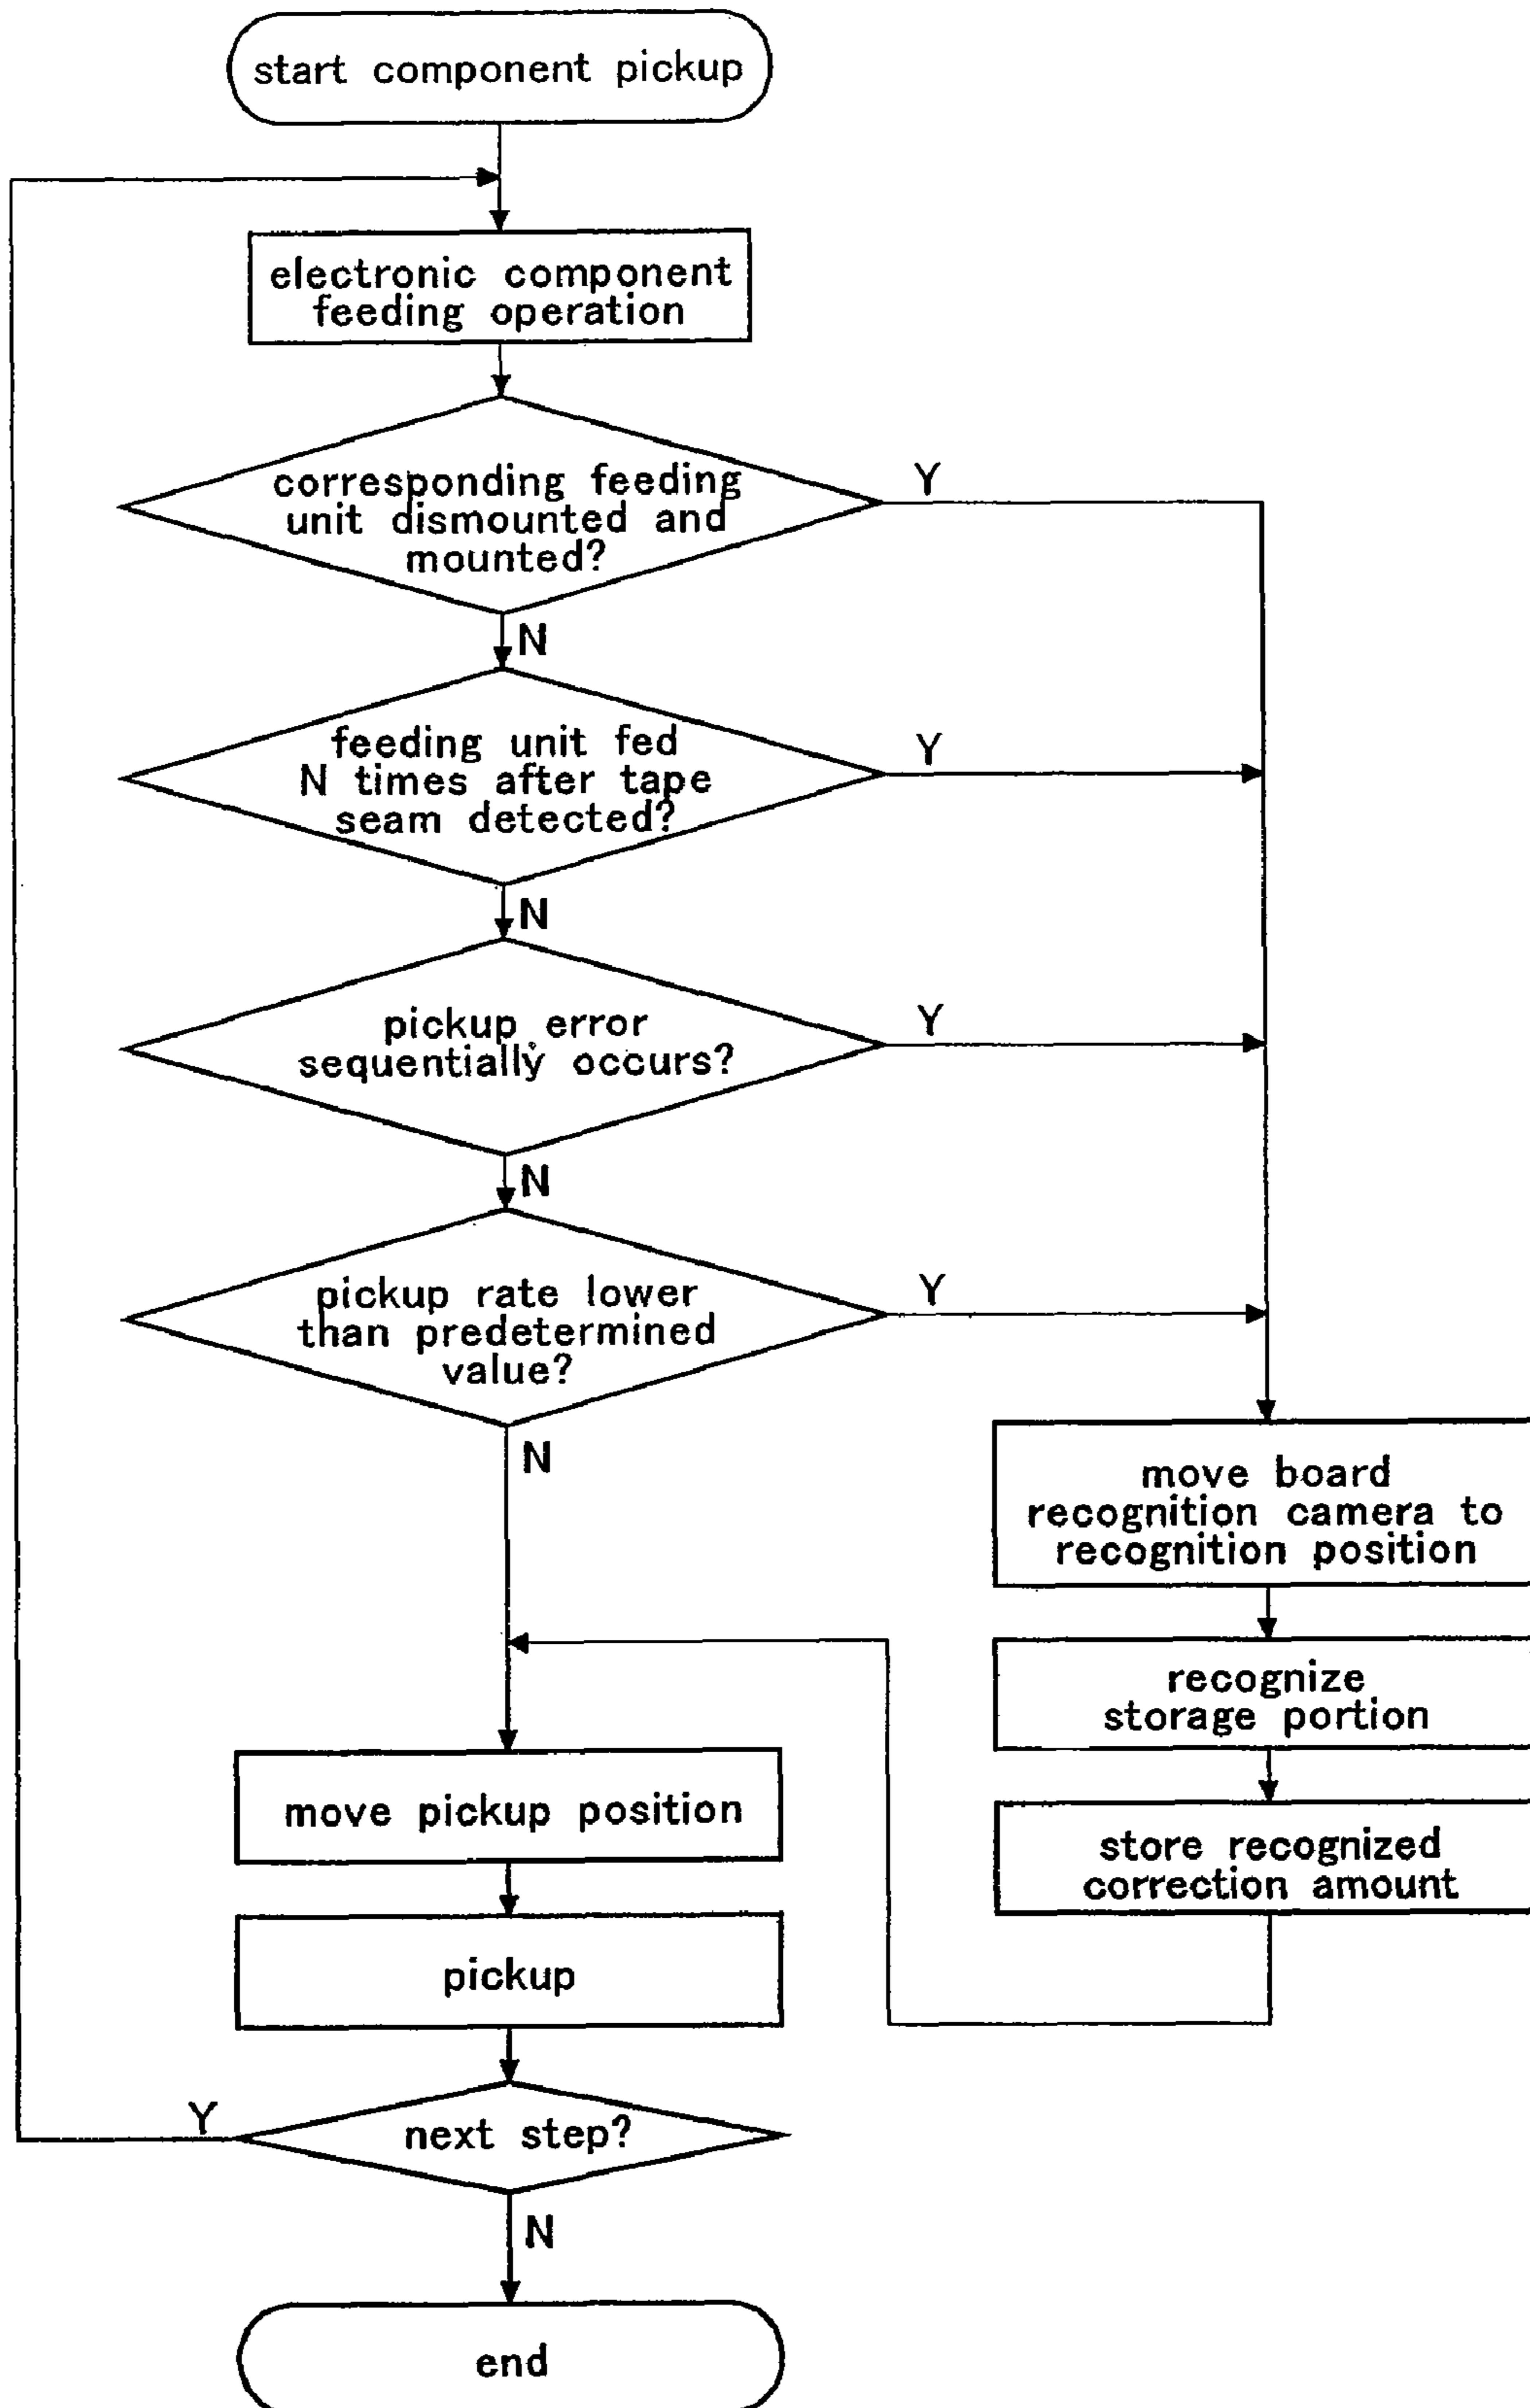 start component pickup
electronic component
feeding operation
corresponding feeding
unit dismounted and
mounted?
Y
N
feeding unit fed
N times after tape
seam detected?
Y
N
pickup error
sequentially occurs?
Y
N
pickup rate lower
than predetermined
value?
Y
N
move board
recognition camera to
recognition position
recognize
storage portion
store recognized
correction amount
move pickup position
pickup
next step?
Y
N
end